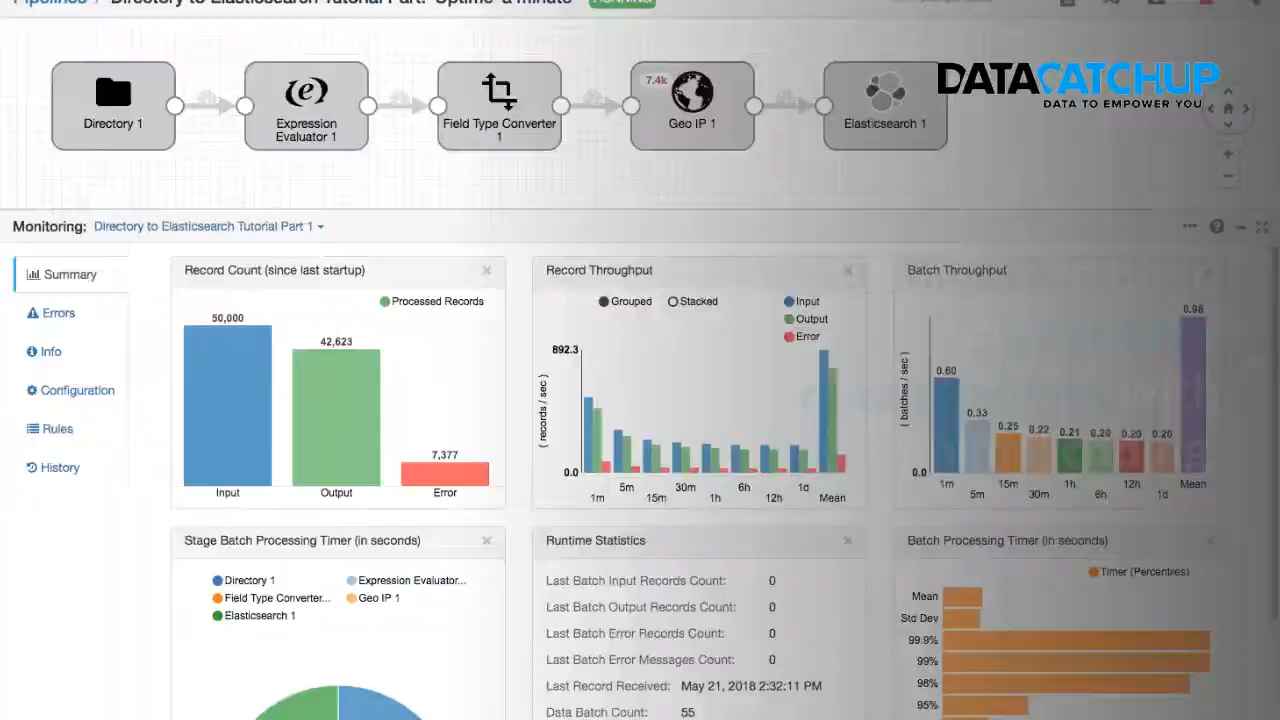 Pipelines / Directory to Elasticsearch Tutorial Part: Uptime a minute RUNNING
DATACATCHUP
DATA TO EMPOWER YOU
7.4k
Directory 1
Expression
Evaluator 1
Field Type Converter
1
Geo IP 1
Elasticsearch 1
Monitoring: Directory to Elasticsearch Tutorial Part 1
Summary
Errors
Info
Configuration
Rules
History
Record Count (since last startup)
Processed Records
50,000
42,623
7,377
Input Output Error
Record Throughput
Grouped Stacked
Input
Output
Error
892.3
( records / sec )
0.0
5m 30m 6h 1d
1m 15m 1h 12h Mean
Batch Throughput
0.98
0.60
0.33
0.25 0.22 0.21 0.20 0.20 0.20
( batches / sec )
0.0
1m 15m 1h 12h Mean
5m 30m 6h 1d
Stage Batch Processing Timer (in seconds)
Directory 1 Expression Evaluator...
Field Type Converter... Geo IP 1
Elasticsearch 1
Runtime Statistics
Last Batch Input Records Count: 0
Last Batch Output Records Count: 0
Last Batch Error Records Count: 0
Last Batch Error Messages Count: 0
Last Record Received: May 21, 2018 2:32:11 PM
Data Batch Count: 55
Batch Processing Timer (in seconds)
Timer (Percentiles)
Mean
Std Dev
99.9%
99%
98%
95%